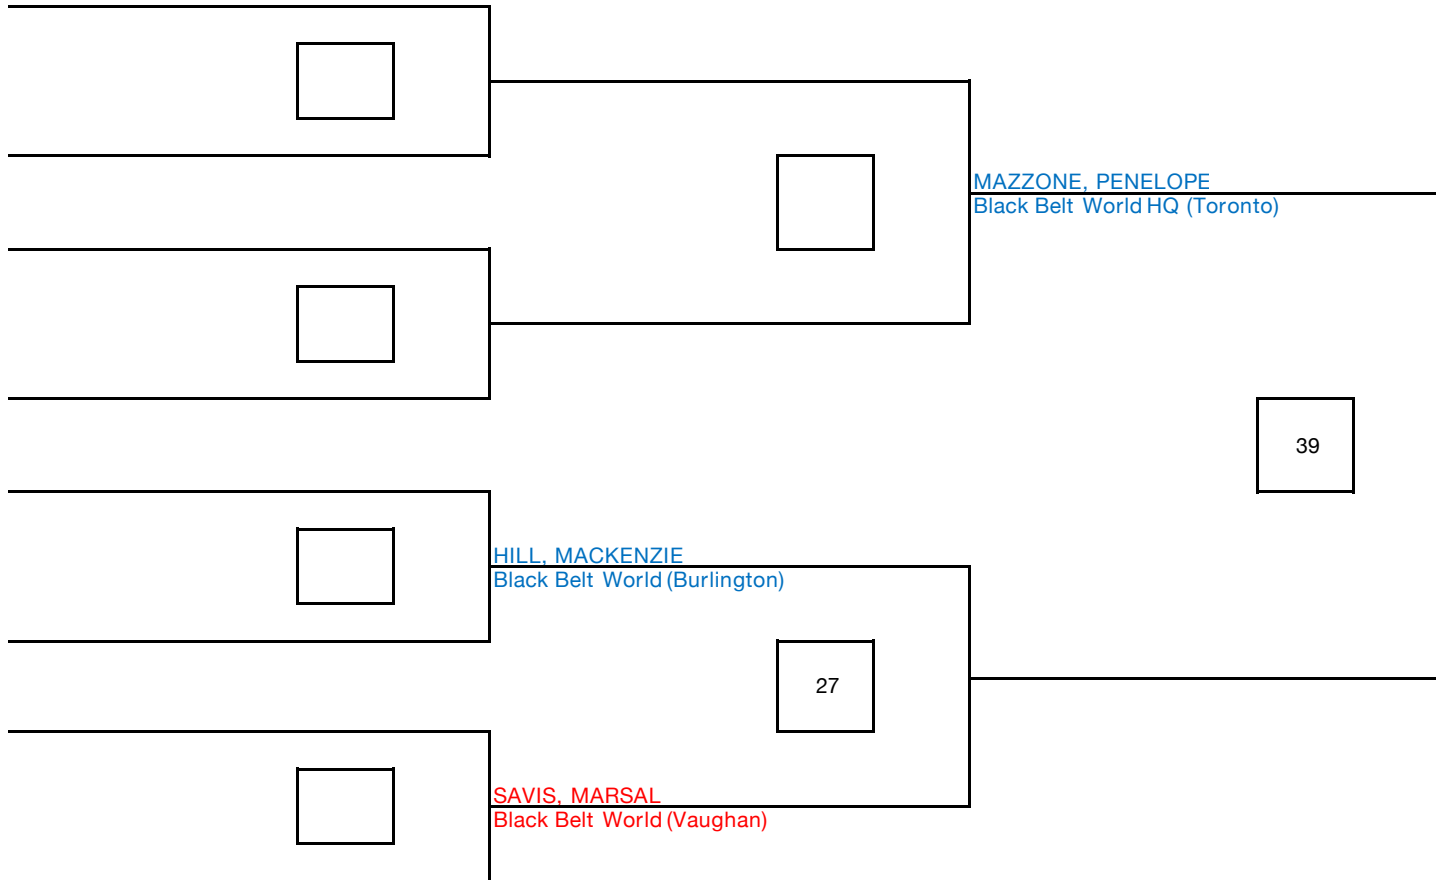 MAZZONE, PENELOPE
Black Belt World HQ (Toronto)
39
HILL, MACKENZIE
Black Belt World (Burlington)
27
SAVIS, MARSAL
Black Belt World (Vaughan)